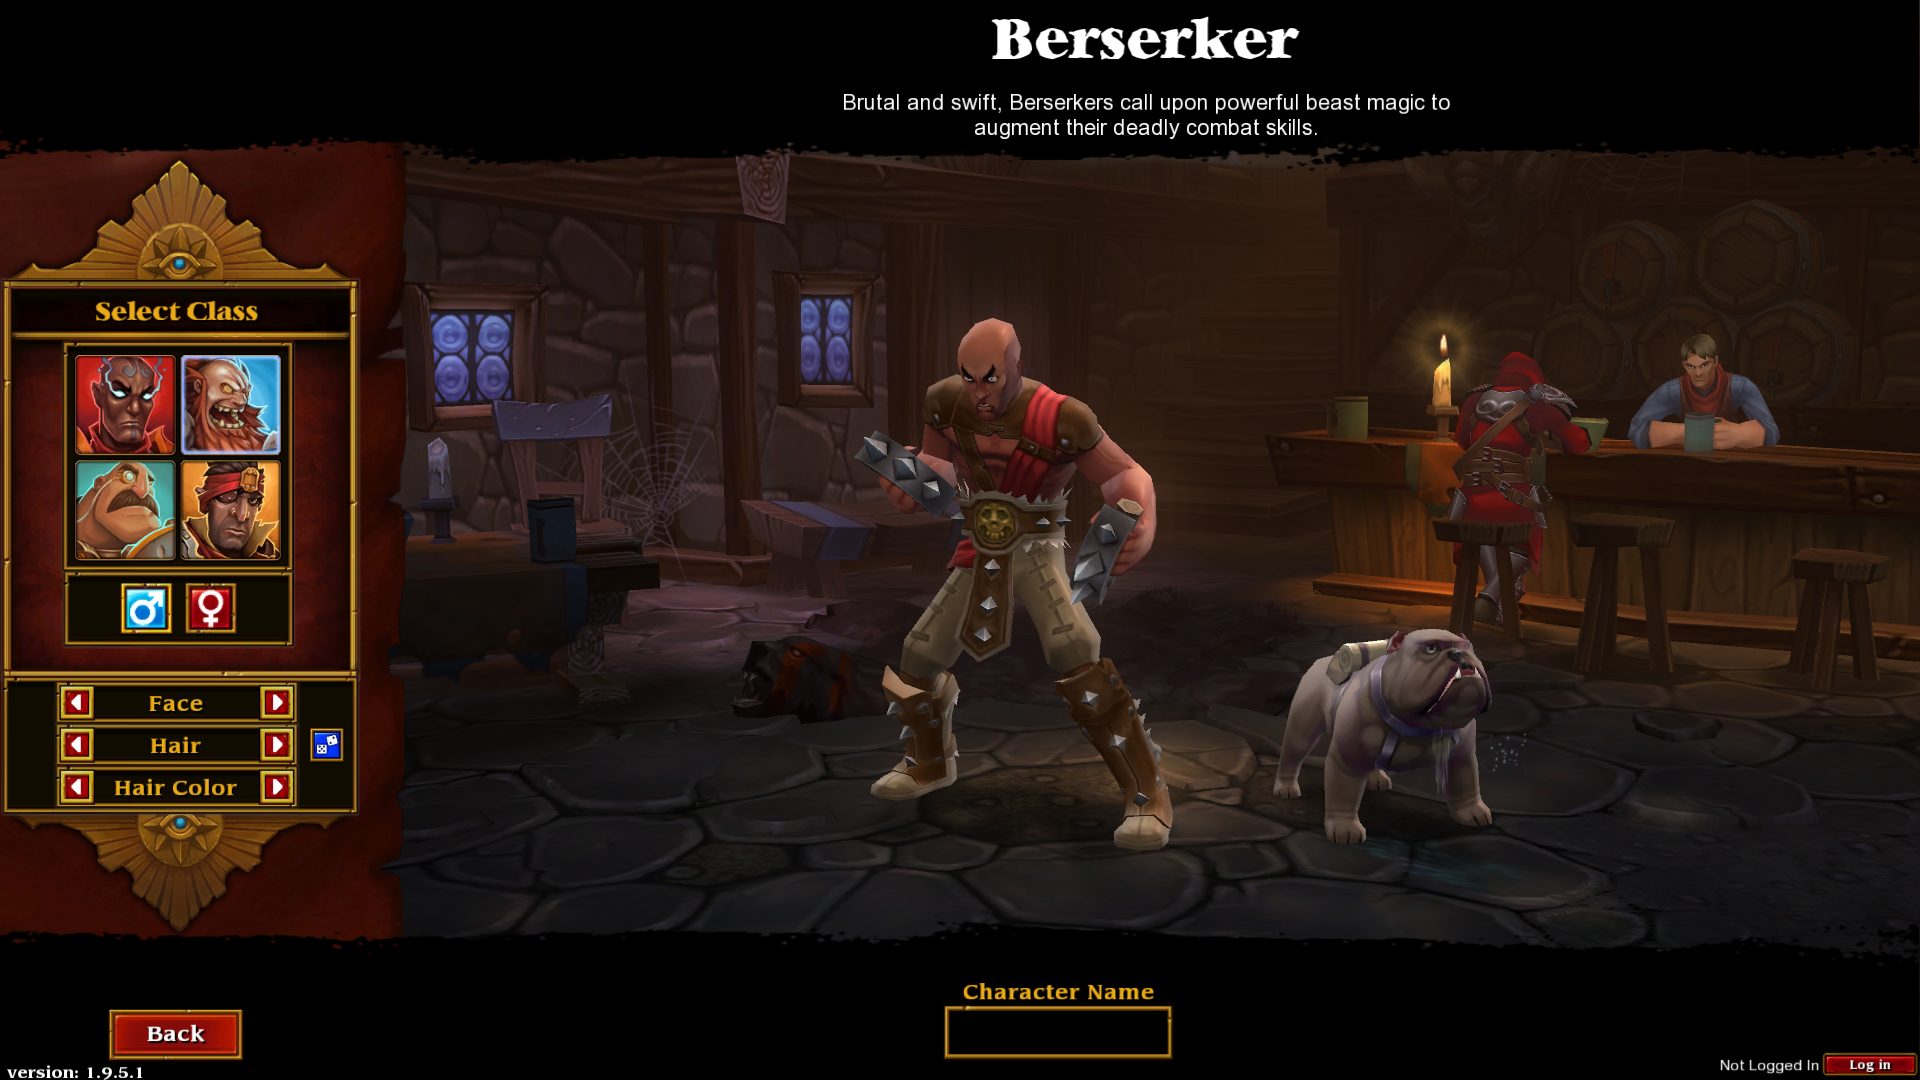 Berserker
Brutal and swift, Berserkers call upon powerful beast magic to
augment their deadly combat skills.
Select Class
Face
Hair
Hair Color
Character Name
Back
version: 1.9.5.1
Not Logged In
Log in